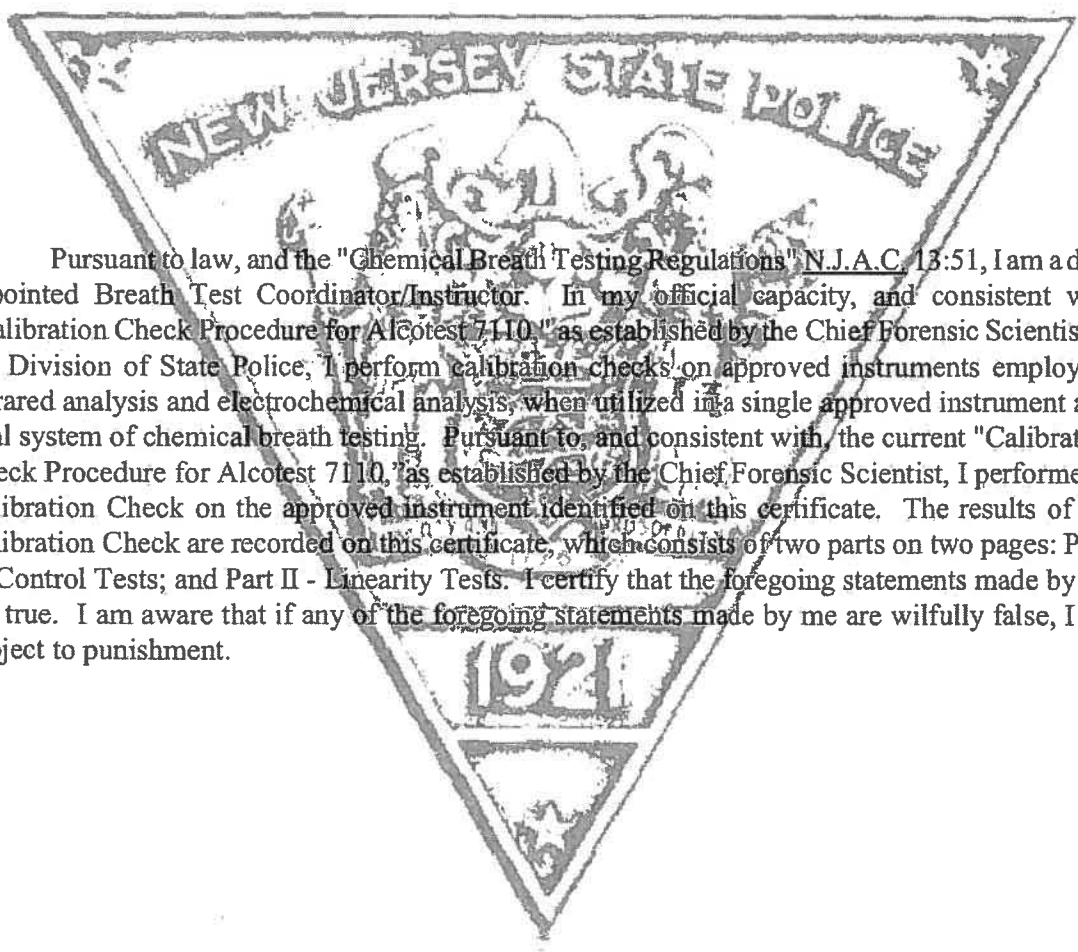 NEW JERSEY STATE POLICE
Pursuant to law, and the "Chemical Breath Testing Regulations" N.J.A.C. 13:51, I am a d
pointed Breath Test Coordinator/Instructor. In my official capacity, and consistent w
alibration Check Procedure for Alcotest 7110," as established by the Chief Forensic Scientis
Division of State Police, I perform calibration checks on approved instruments employ
rared analysis and electrochemical analysis, when utilized in a single approved instrument a
al system of chemical breath testing. Pursuant to, and consistent with, the current "Calibrat
eck Procedure for Alcotest 7110," as established by the Chief Forensic Scientist, I performe
libration Check on the approved instrument identified on this certificate. The results of
libration Check are recorded on this certificate, which consists of two parts on two pages: P
Control Tests; and Part II - Linearity Tests. I certify that the foregoing statements made by
true. I am aware that if any of the foregoing statements made by me are wilfully false, I
ject to punishment.
1921